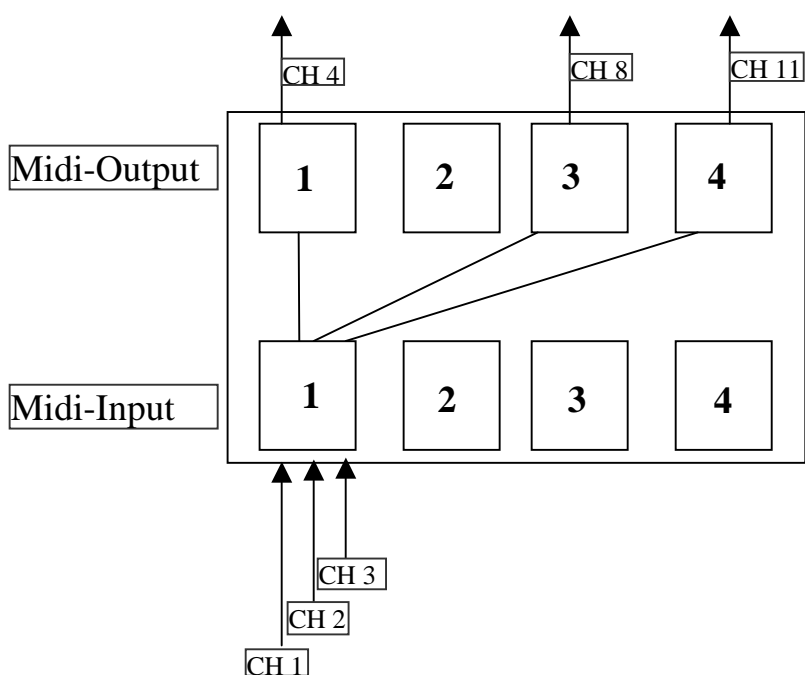 CH 4
CH 8
CH 11
Midi-Output
1
2
3
4
Midi-Input
1
2
3
4
CH 3
CH 2
CH 1